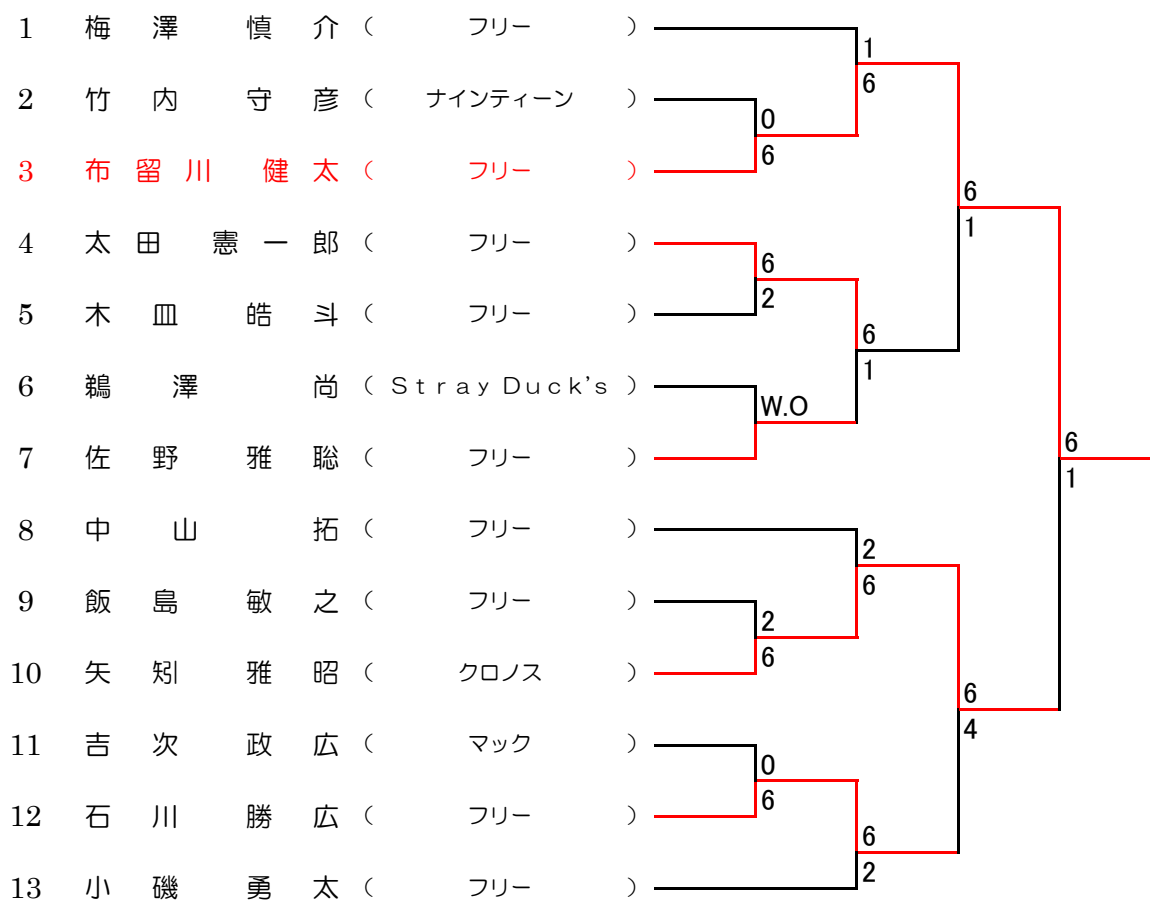 1 梅澤 慎介 （ フリー ）
1
6
2 竹内 守彦 （ ナインティーン ）
0
6
3 布留川 健太 （ フリー ）
6
1
4 太田 憲一郎 （ フリー ）
6
2
5 木皿 皓斗 （ フリー ）
6
1
6 鵜澤 尚 （ Stray Duck's ）
W.O
7 佐野 雅聡 （ フリー ）
6
1
8 中山 拓 （ フリー ）
2
6
9 飯島 敏之 （ フリー ）
2
6
10 矢矧 雅昭 （ クロノス ）
6
4
11 吉次 政広 （ マック ）
0
6
12 石川 勝広 （ フリー ）
6
2
13 小磯 勇太 （ フリー ）